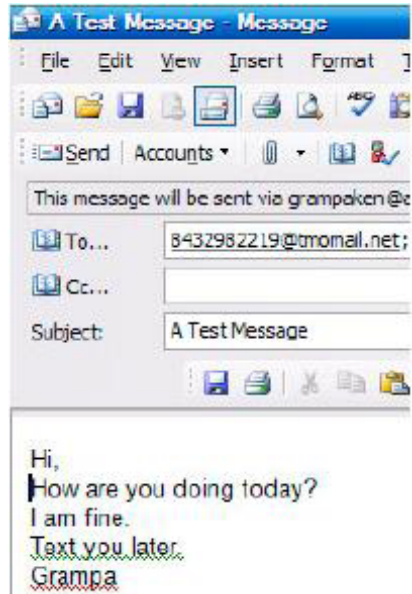 A Test Message - Message
File Edit View Insert Format
Send Accounts
This message will be sent via grampaken@a
To... 8432982219@tmomail.net;
Cc...
Subject: A Test Message
Hi,
How are you doing today?
I am fine.
Text you later.
Grampa